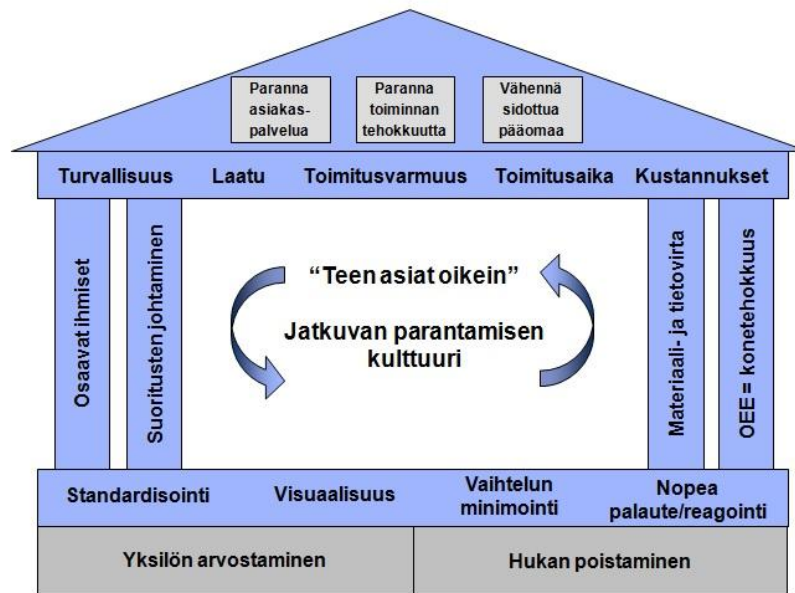 Paranna
asiakas-
palvelua
Paranna
toiminnan
tehokkuutta
Vähennä
sidottua
pääomaa
Turvallisuus
Laatu
Toimitusvarmuus
Toimitusaika
Kustannukset
Osaavat ihmiset
Suoritusten johtaminen
“Teen asiat oikein”
Jatkuvan parantamisen
kulttuuri
Materiaali- ja tietovirta
OEE = konetehokkuus
Standardisointi
Visuaalisuus
Vaihtelun
minimointi
Nopea
palaute/reagointi
Yksilön arvostaminen
Hukan poistaminen